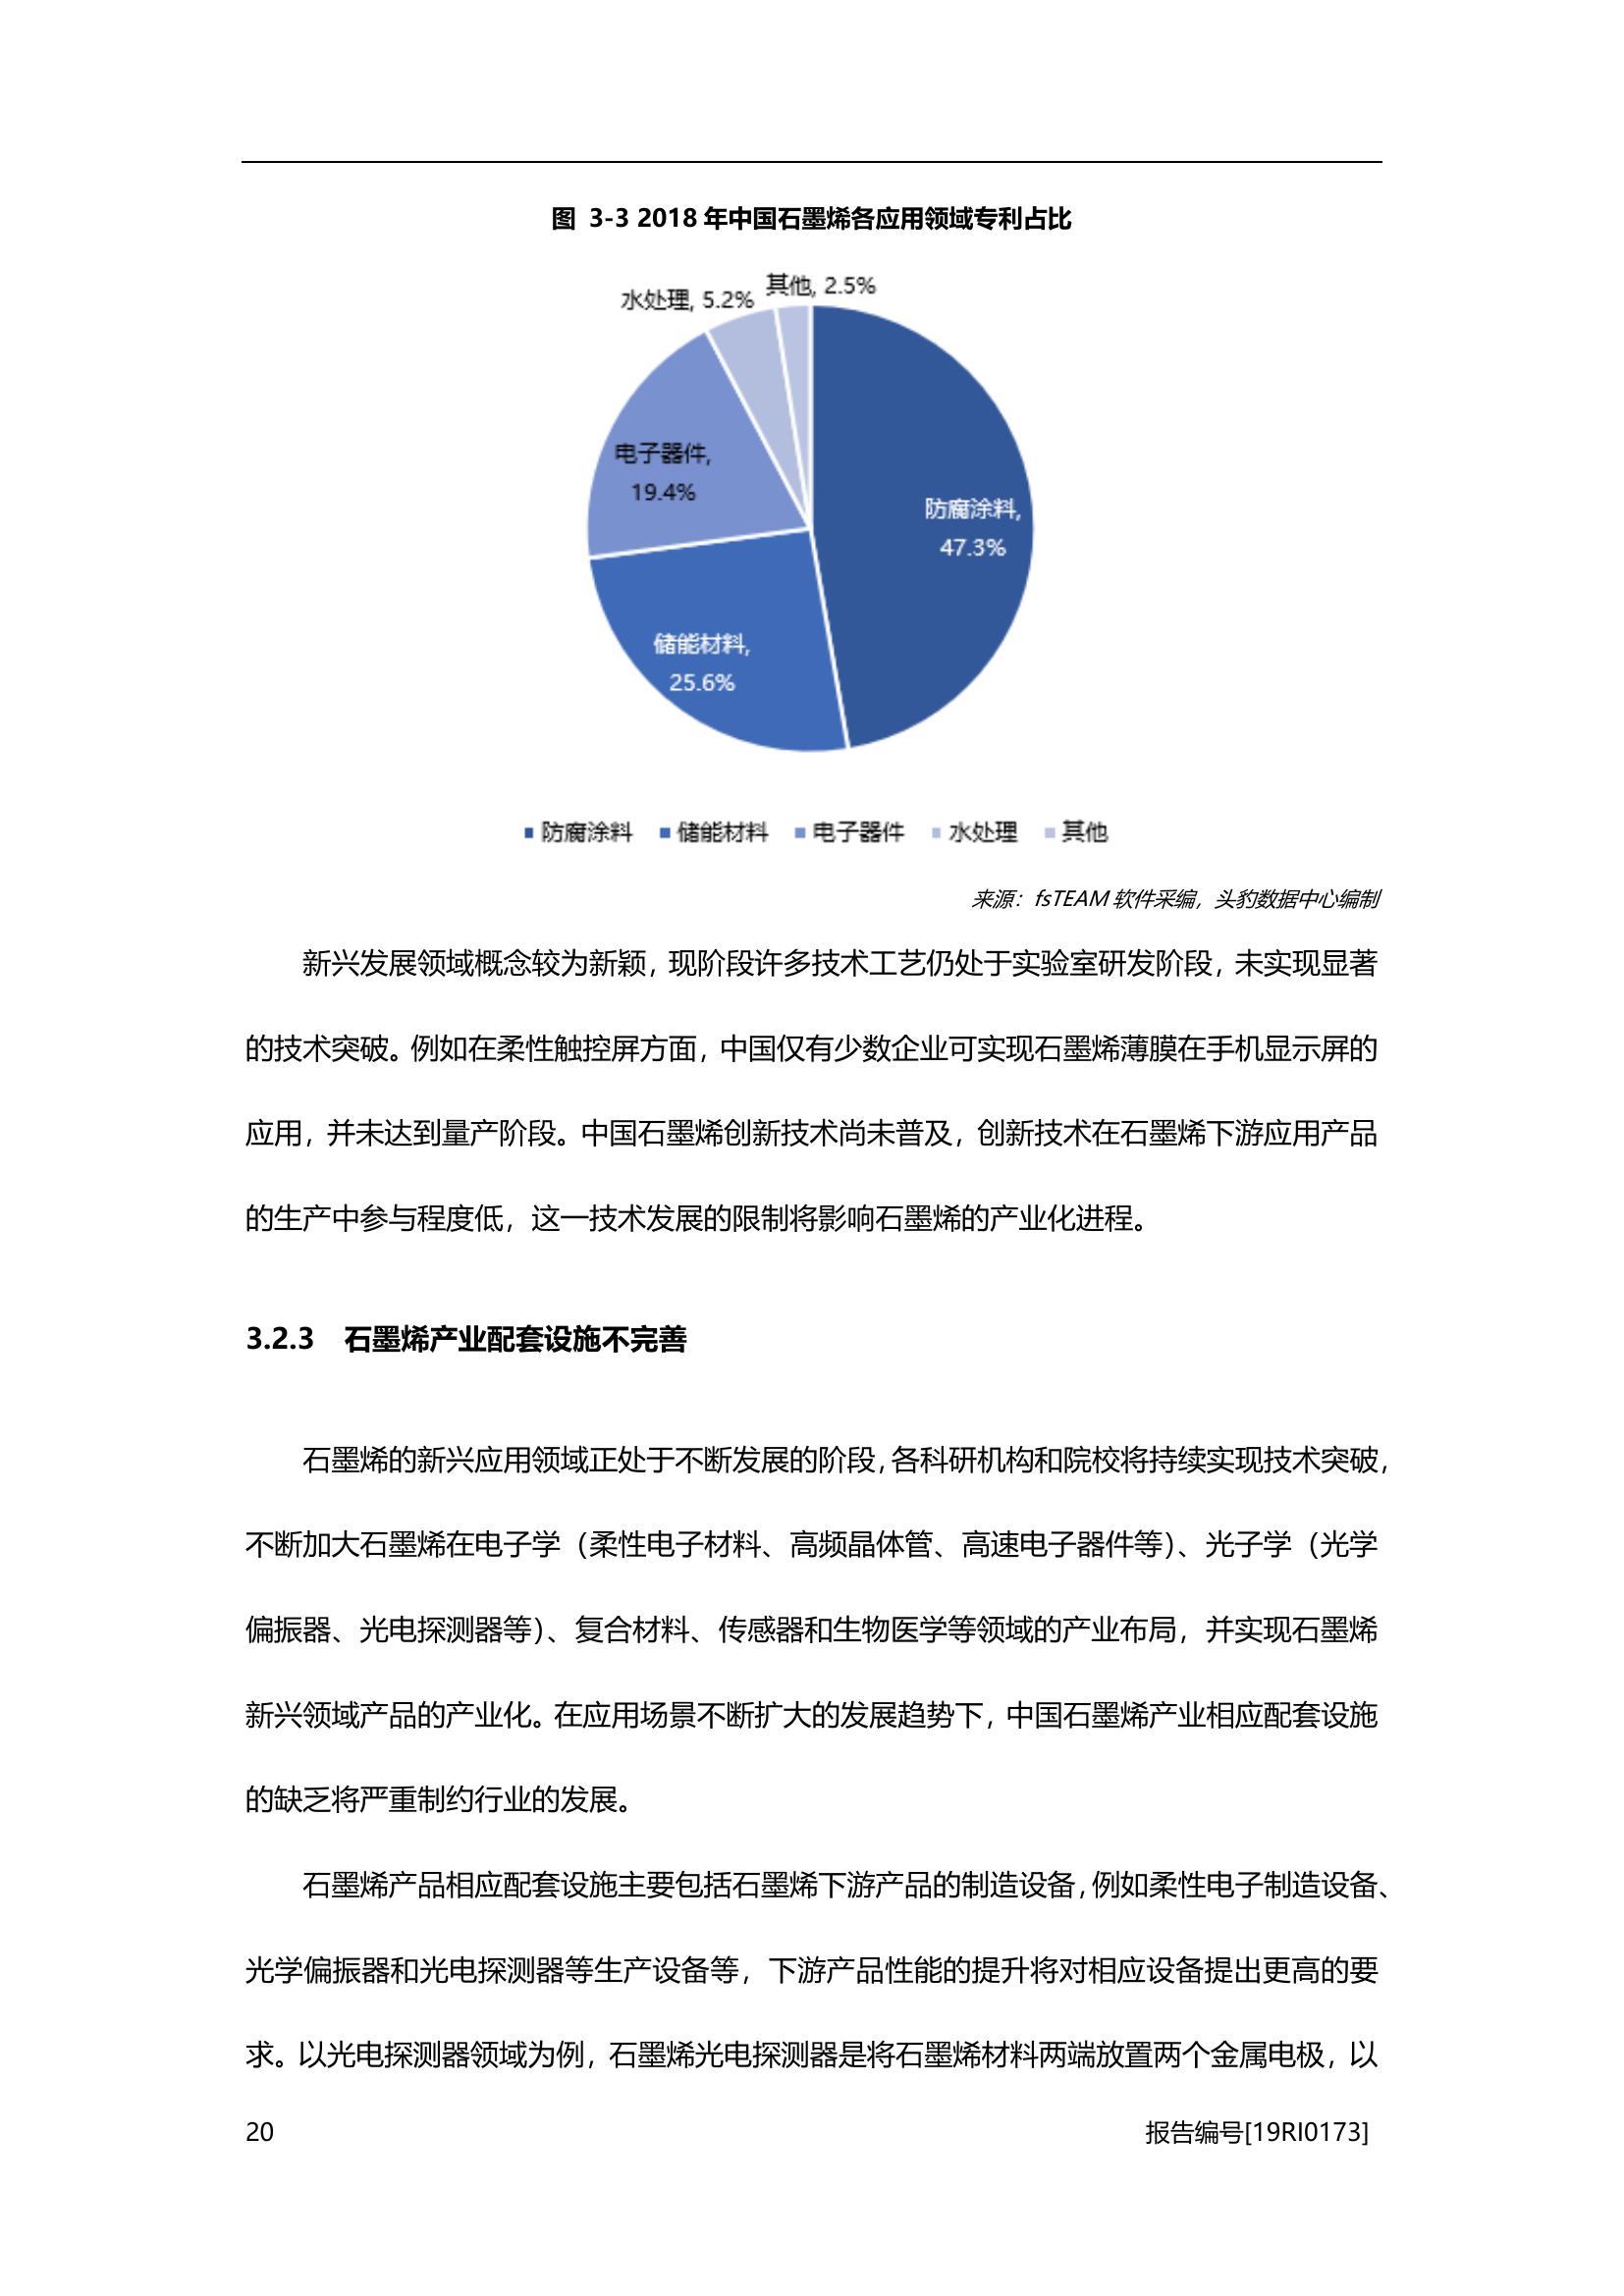 图 3-3 2018 年中国石墨烯各应用领域专利占比
其他, 2.5%
水处理, 5.2%
电子器件,
19.4%
防腐涂料,
47.3%
储能材料,
25.6%
防腐涂料 储能材料 电子器件 水处理 其他
来源：fsTEAM 软件采编，头豹数据中心编制
新兴发展领域概念较为新颖，现阶段许多技术工艺仍处于实验室研发阶段，未实现显著
的技术突破。例如在柔性触控屏方面，中国仅有少数企业可实现石墨烯薄膜在手机显示屏的
应用，并未达到量产阶段。中国石墨烯创新技术尚未普及，创新技术在石墨烯下游应用产品
的生产中参与程度低，这一技术发展的限制将影响石墨烯的产业化进程。
3.2.3 石墨烯产业配套设施不完善
石墨烯的新兴应用领域正处于不断发展的阶段，各科研机构和院校将持续实现技术突破，
不断加大石墨烯在电子学（柔性电子材料、高频晶体管、高速电子器件等）、光子学（光学
偏振器、光电探测器等）、复合材料、传感器和生物医学等领域的产业布局，并实现石墨烯
新兴领域产品的产业化。在应用场景不断扩大的发展趋势下，中国石墨烯产业相应配套设施
的缺乏将严重制约行业的发展。
石墨烯产品相应配套设施主要包括石墨烯下游产品的制造设备，例如柔性电子制造设备、
光学偏振器和光电探测器等生产设备等，下游产品性能的提升将对相应设备提出更高的要
求。以光电探测器领域为例，石墨烯光电探测器是将石墨烯材料两端放置两个金属电极，以
20 报告编号[19RI0173]